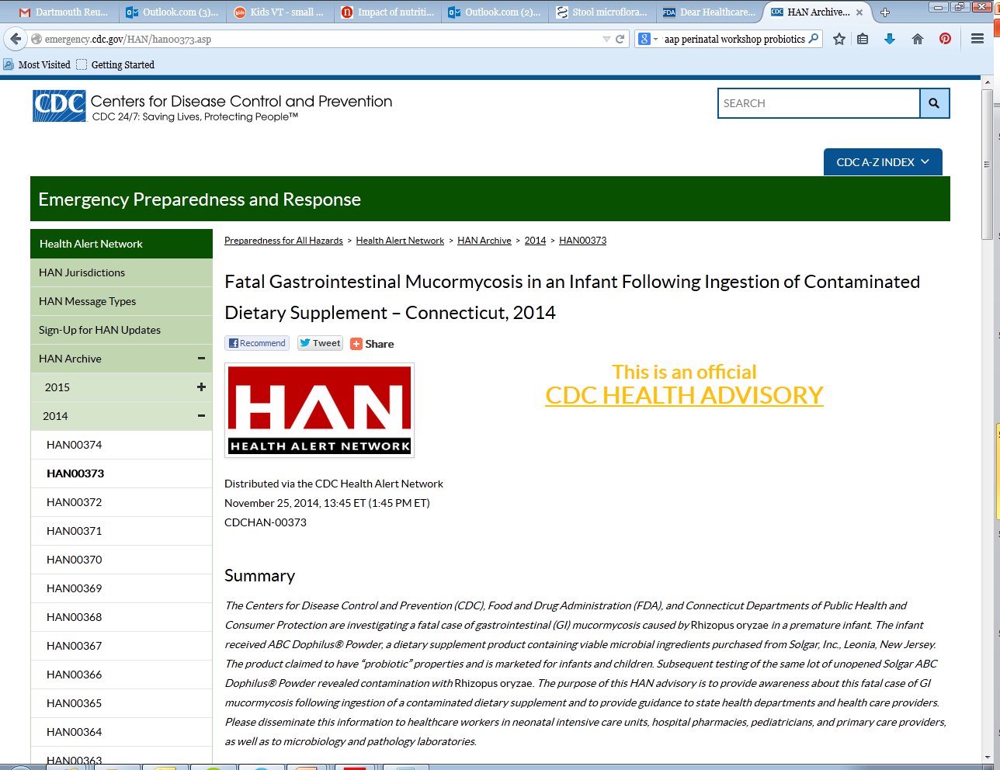 Dartmouth Reu...
Outlook.com (3)...
Kids VT - small ...
Impact of nutriti...
Outlook.com (2)...
Stool microflora...
FDA Dear Healthcare...
CDC HAN Archive...
emergency.cdc.gov/HAN/han00373.asp
aap perinatal workshop probiotics
Most Visited
Getting Started
CDC Centers for Disease Control and Prevention
CDC 24/7: Saving Lives, Protecting People™
SEARCH
CDC A-Z INDEX
Emergency Preparedness and Response
Health Alert Network
HAN Jurisdictions
HAN Message Types
Sign-Up for HAN Updates
HAN Archive
2015
2014
HAN00374
HAN00373
HAN00372
HAN00371
HAN00370
HAN00369
HAN00368
HAN00367
HAN00366
HAN00365
HAN00364
HAN00363
Preparedness for All Hazards > Health Alert Network > HAN Archive > 2014 > HAN00373
Fatal Gastrointestinal Mucormycosis in an Infant Following Ingestion of Contaminated
Dietary Supplement – Connecticut, 2014
Recommend
Tweet
Share
HAN
HEALTH ALERT NETWORK
This is an official
CDC HEALTH ADVISORY
Distributed via the CDC Health Alert Network
November 25, 2014, 13:45 ET (1:45 PM ET)
CDCHAN-00373
Summary
The Centers for Disease Control and Prevention (CDC), Food and Drug Administration (FDA), and Connecticut Departments of Public Health and
Consumer Protection are investigating a fatal case of gastrointestinal (GI) mucormycosis caused by Rhizopus oryzae in a premature infant. The infant
received ABC Dophilus® Powder, a dietary supplement product containing viable microbial ingredients purchased from Solgar, Inc., Leonia, New Jersey.
The product claimed to have “probiotic” properties and is marketed for infants and children. Subsequent testing of the same lot of unopened Solgar ABC
Dophilus® Powder revealed contamination with Rhizopus oryzae. The purpose of this HAN advisory is to provide awareness about this fatal case of GI
mucormycosis following ingestion of a contaminated dietary supplement and to provide guidance to state health departments and health care providers.
Please disseminate this information to healthcare workers in neonatal intensive care units, hospital pharmacies, pediatricians, and primary care providers,
as well as to microbiology and pathology laboratories.